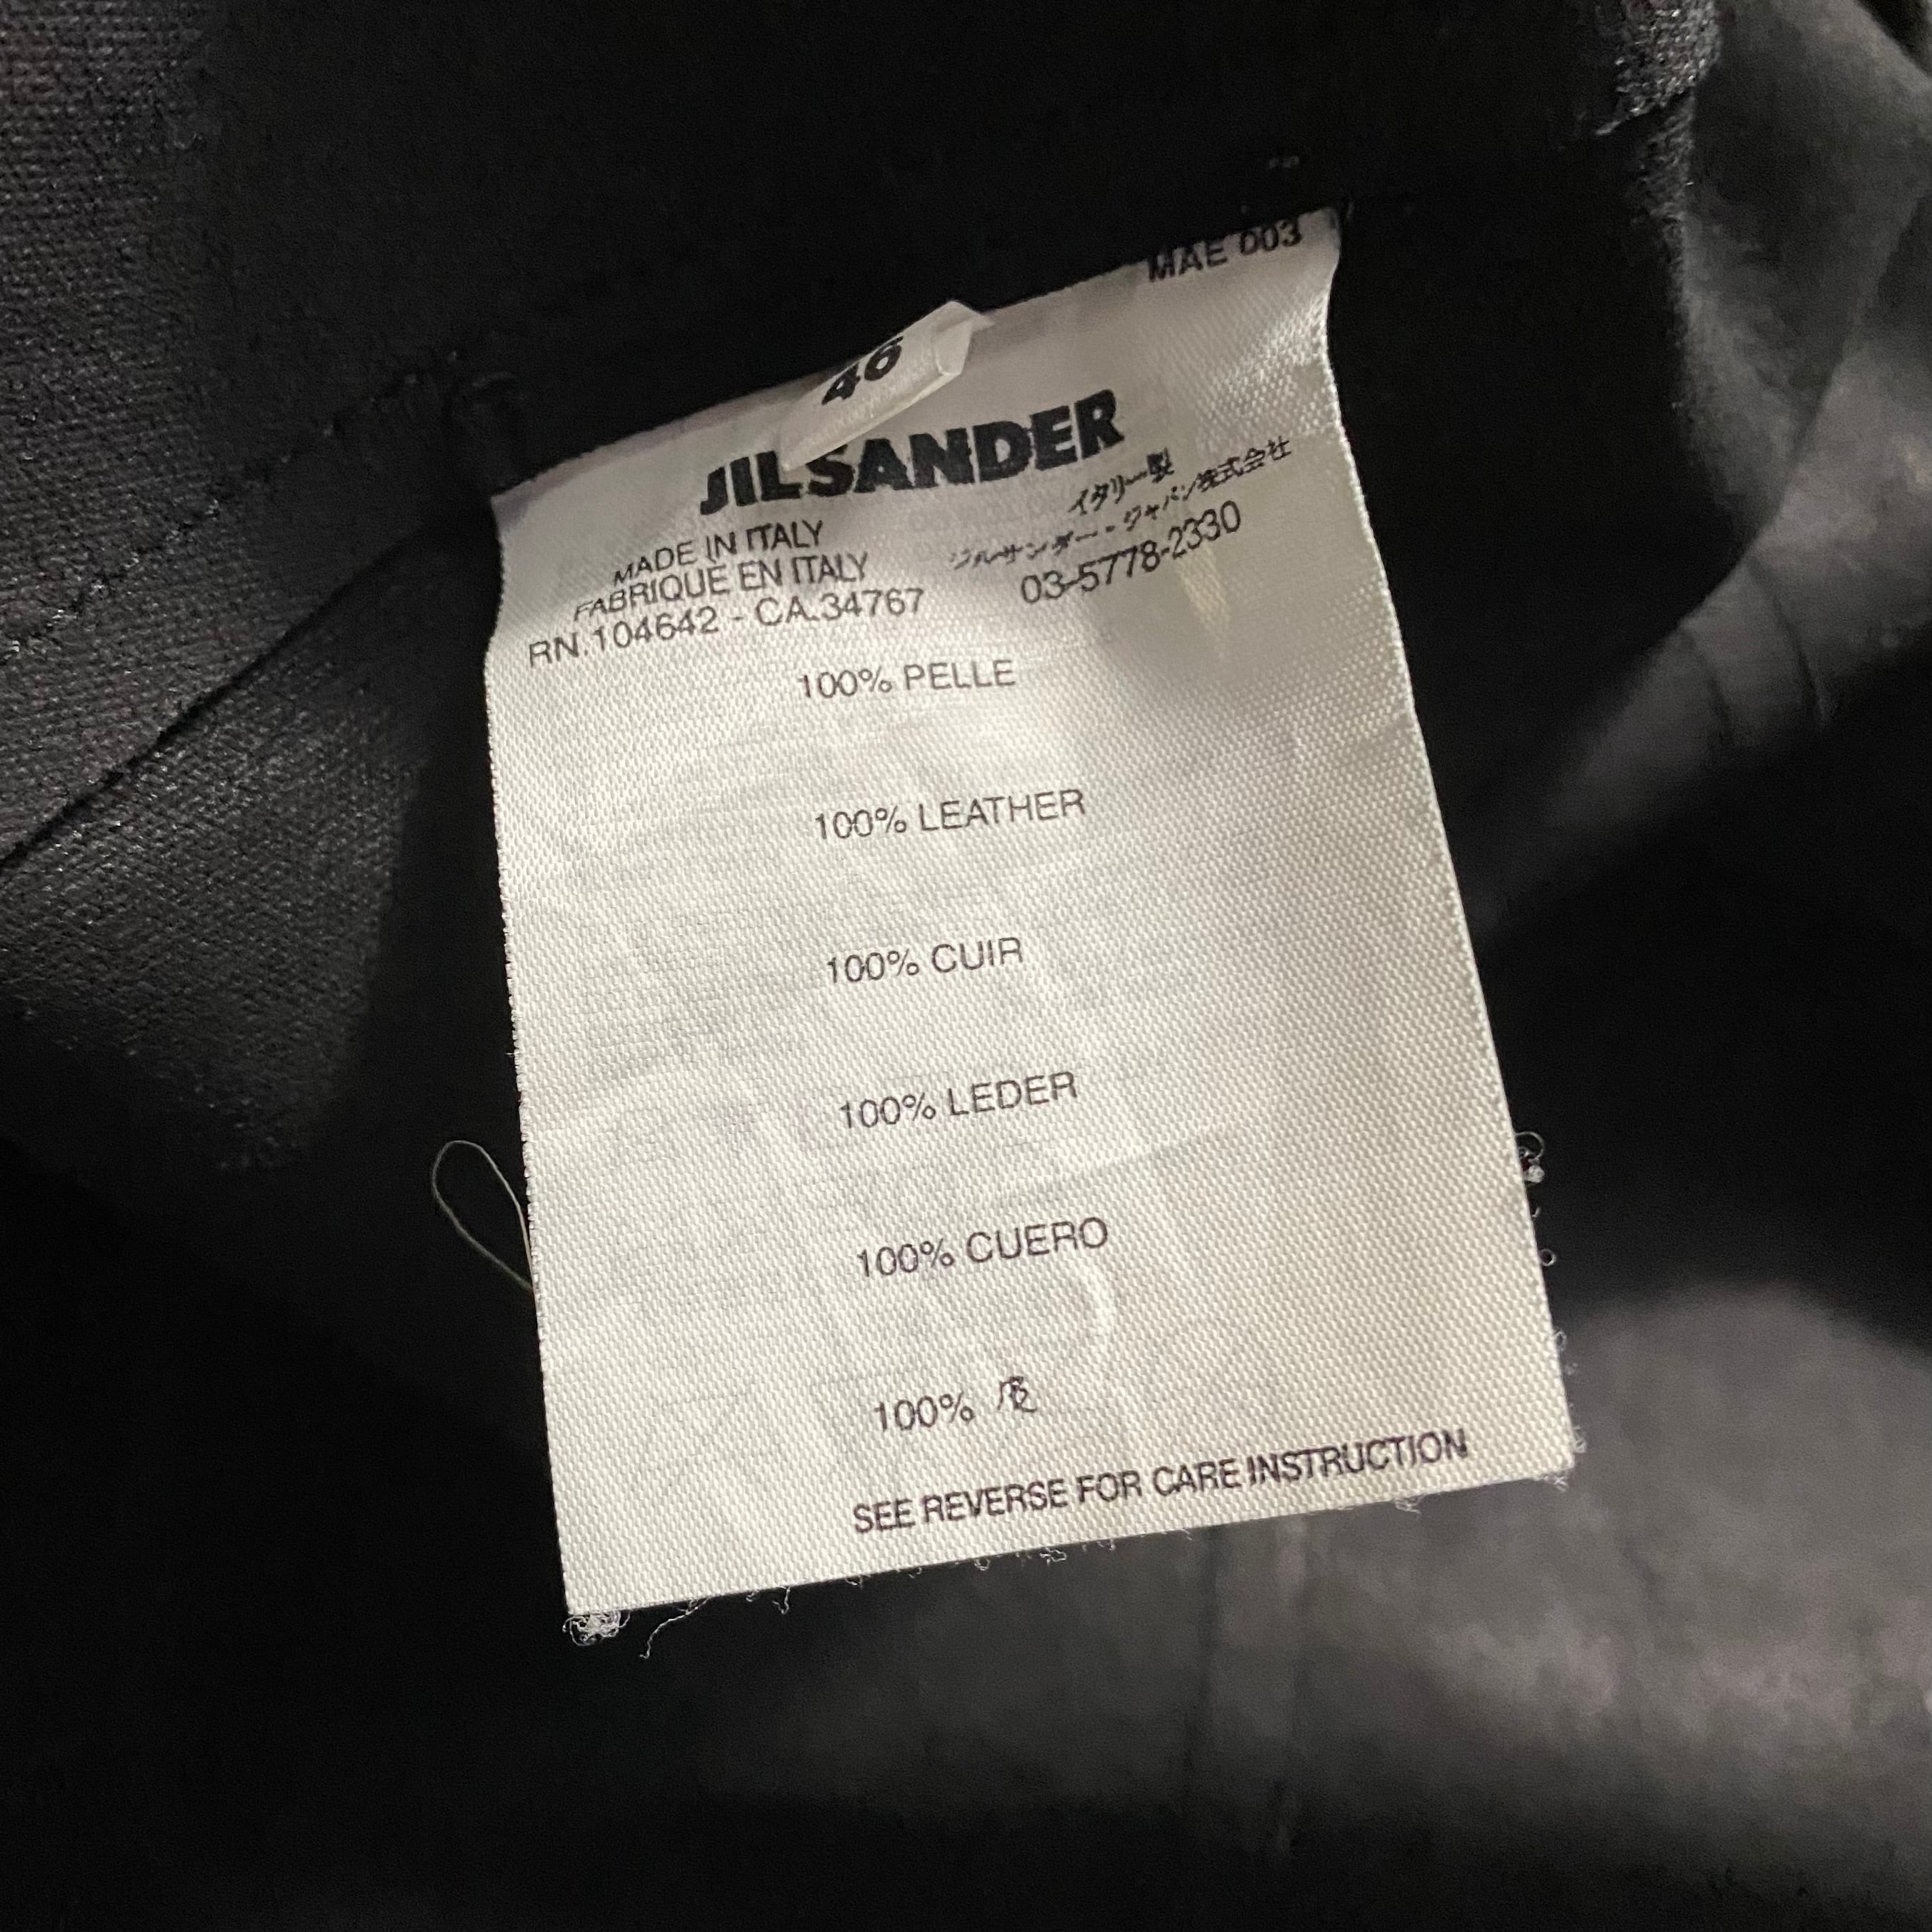 MAE 003
46
JIL SANDER
MADE IN ITALY
FABRIQUE EN ITALY
RN.104642 - CA.34767
イタリー製
ジルサンダー・ジャパン株式会社
03-5778-2330
100% PELLE
100% LEATHER
100% CUIR
100% LEDER
100% CUERO
100% 皮
SEE REVERSE FOR CARE INSTRUCTION